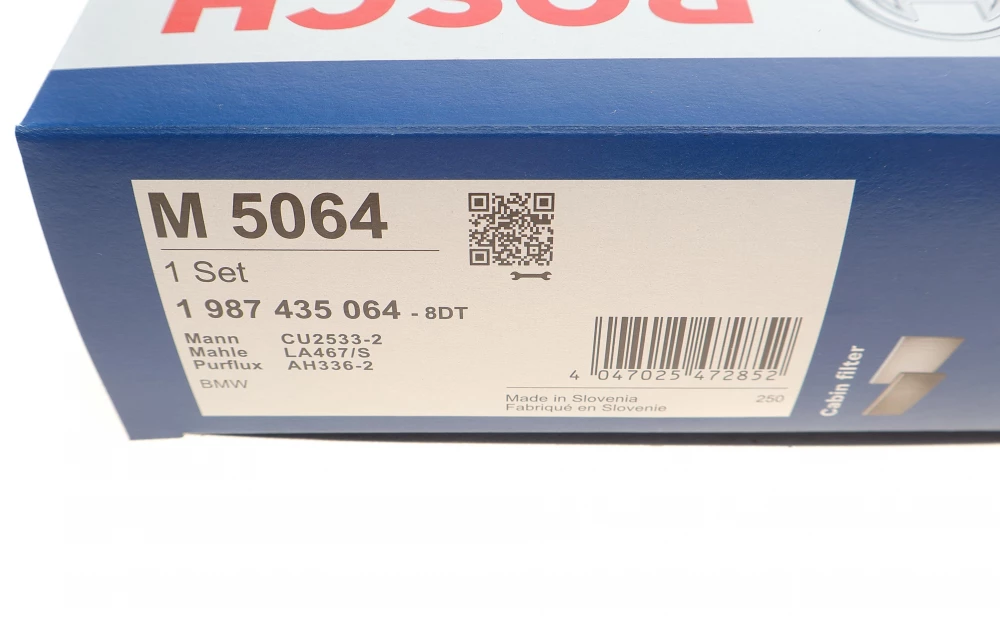 BOSCH
M 5064
1 Set
1 987 435 064 - 8DT
Mann CU2533-2
Mahle LA467/S
Purflux AH336-2
BMW
4 047025 472852
Made in Slovenia 250
Fabriqué en Slovenie
Cabin filter